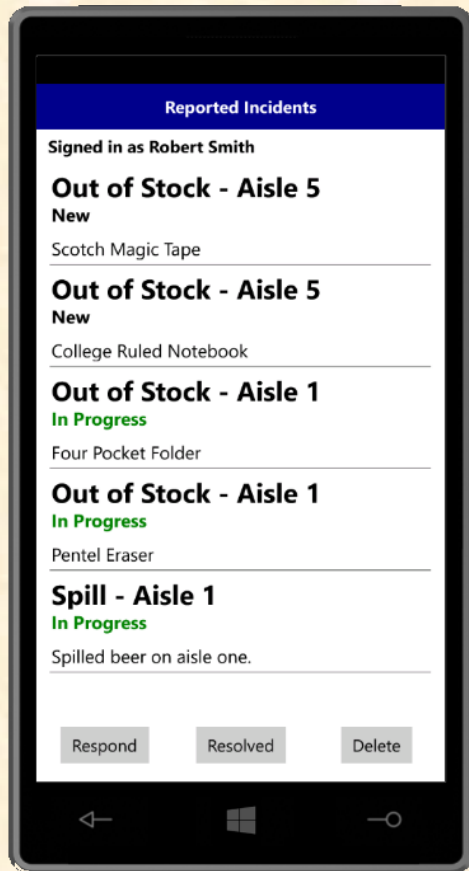 Reported Incidents
Signed in as Robert Smith
Out of Stock - Aisle 5
New
Scotch Magic Tape
Out of Stock - Aisle 5
New
College Ruled Notebook
Out of Stock - Aisle 1
In Progress
Four Pocket Folder
Out of Stock - Aisle 1
In Progress
Pentel Eraser
Spill - Aisle 1
In Progress
Spilled beer on aisle one.
Respond Resolved Delete